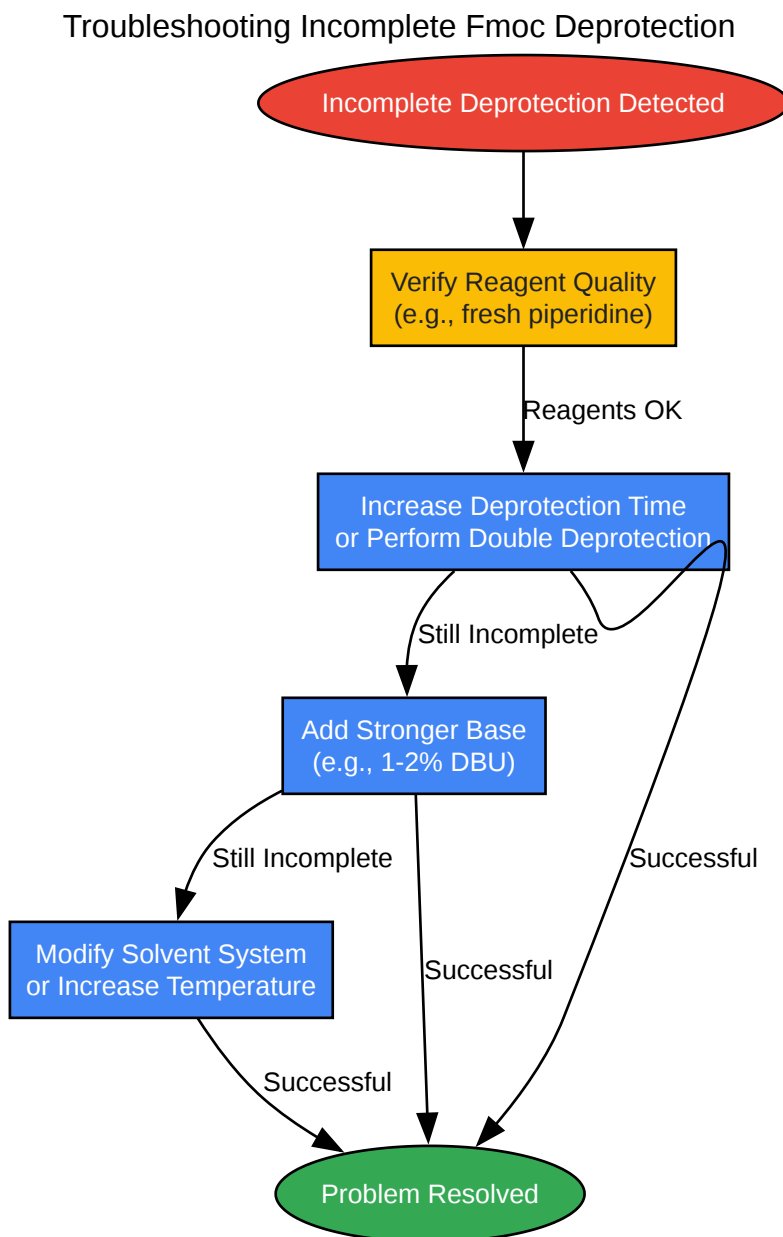 Troubleshooting Incomplete Fmoc Deprotection
Incomplete Deprotection Detected
Verify Reagent Quality
(e.g., fresh piperidine)
Reagents OK
Increase Deprotection Time
or Perform Double Deprotection
Still Incomplete
Add Stronger Base
(e.g., 1-2% DBU)
Still Incomplete
Successful
Modify Solvent System
or Increase Temperature
Successful
Successful
Problem Resolved